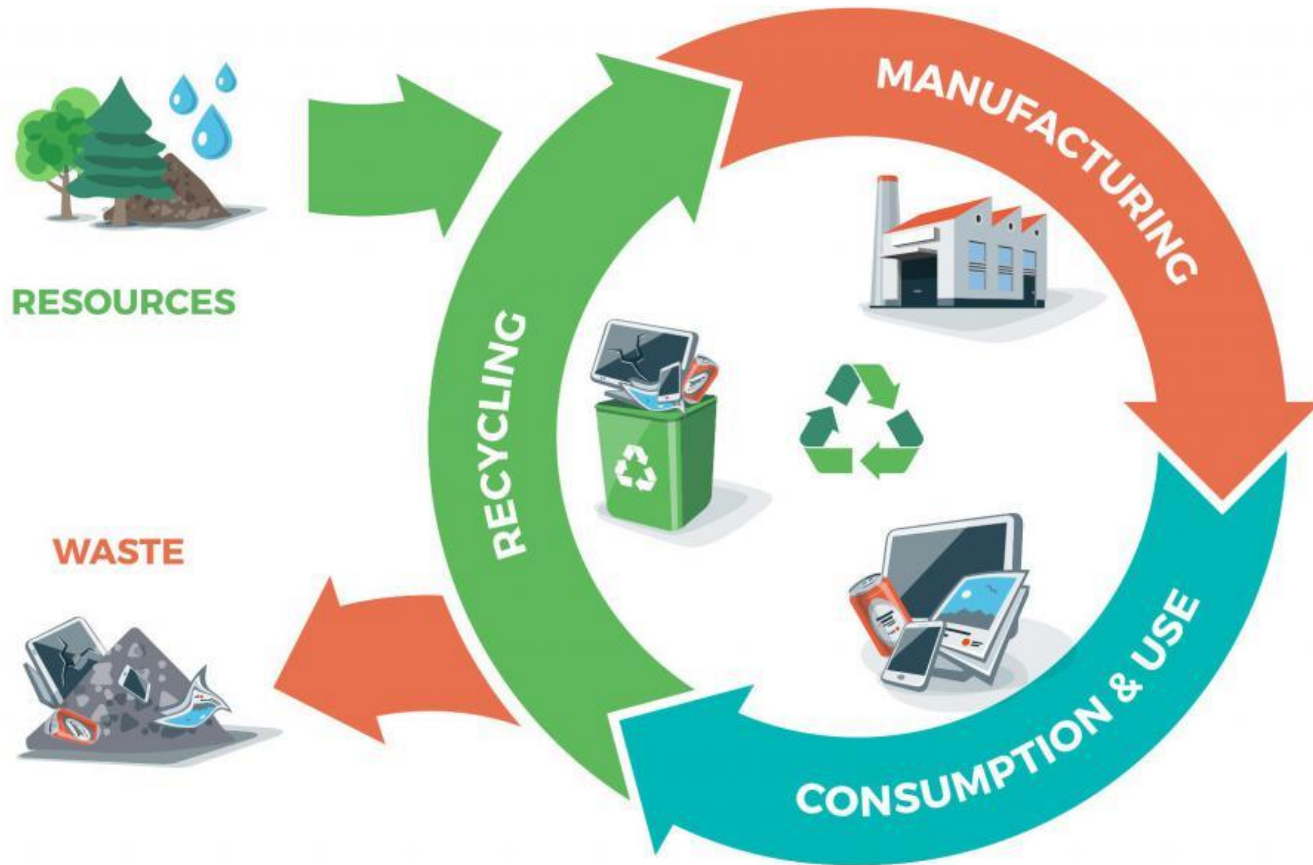 RESOURCES
MANUFACTURING
RECYCLING
WASTE
CONSUMPTION & USE